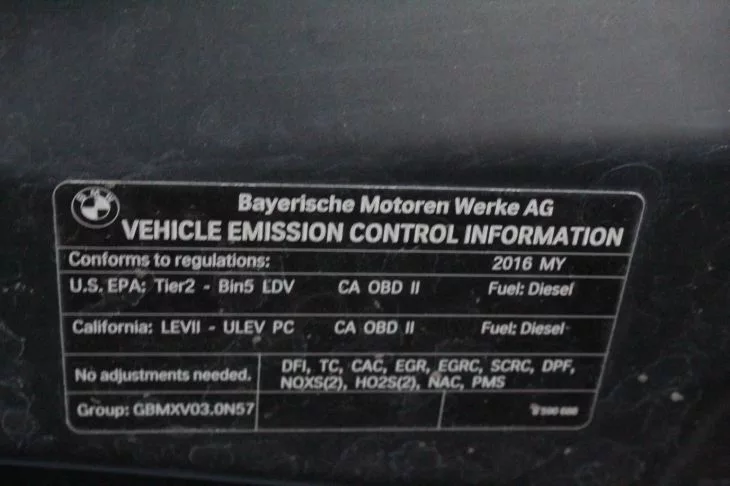 BMW
Bayerische Motoren Werke AG
VEHICLE EMISSION CONTROL INFORMATION
Conforms to regulations: 2016 MY
U.S. EPA: Tier2 - Bin5 LDV CA OBD II Fuel: Diesel
California: LEVII - ULEV PC CA OBD II Fuel: Diesel
No adjustments needed. DFI, TC, CAC, EGR, EGRC, SCRC, DPF,
NOXS(2), HO2S(2), NAC, PMS
Group: GBMXV03.0N57